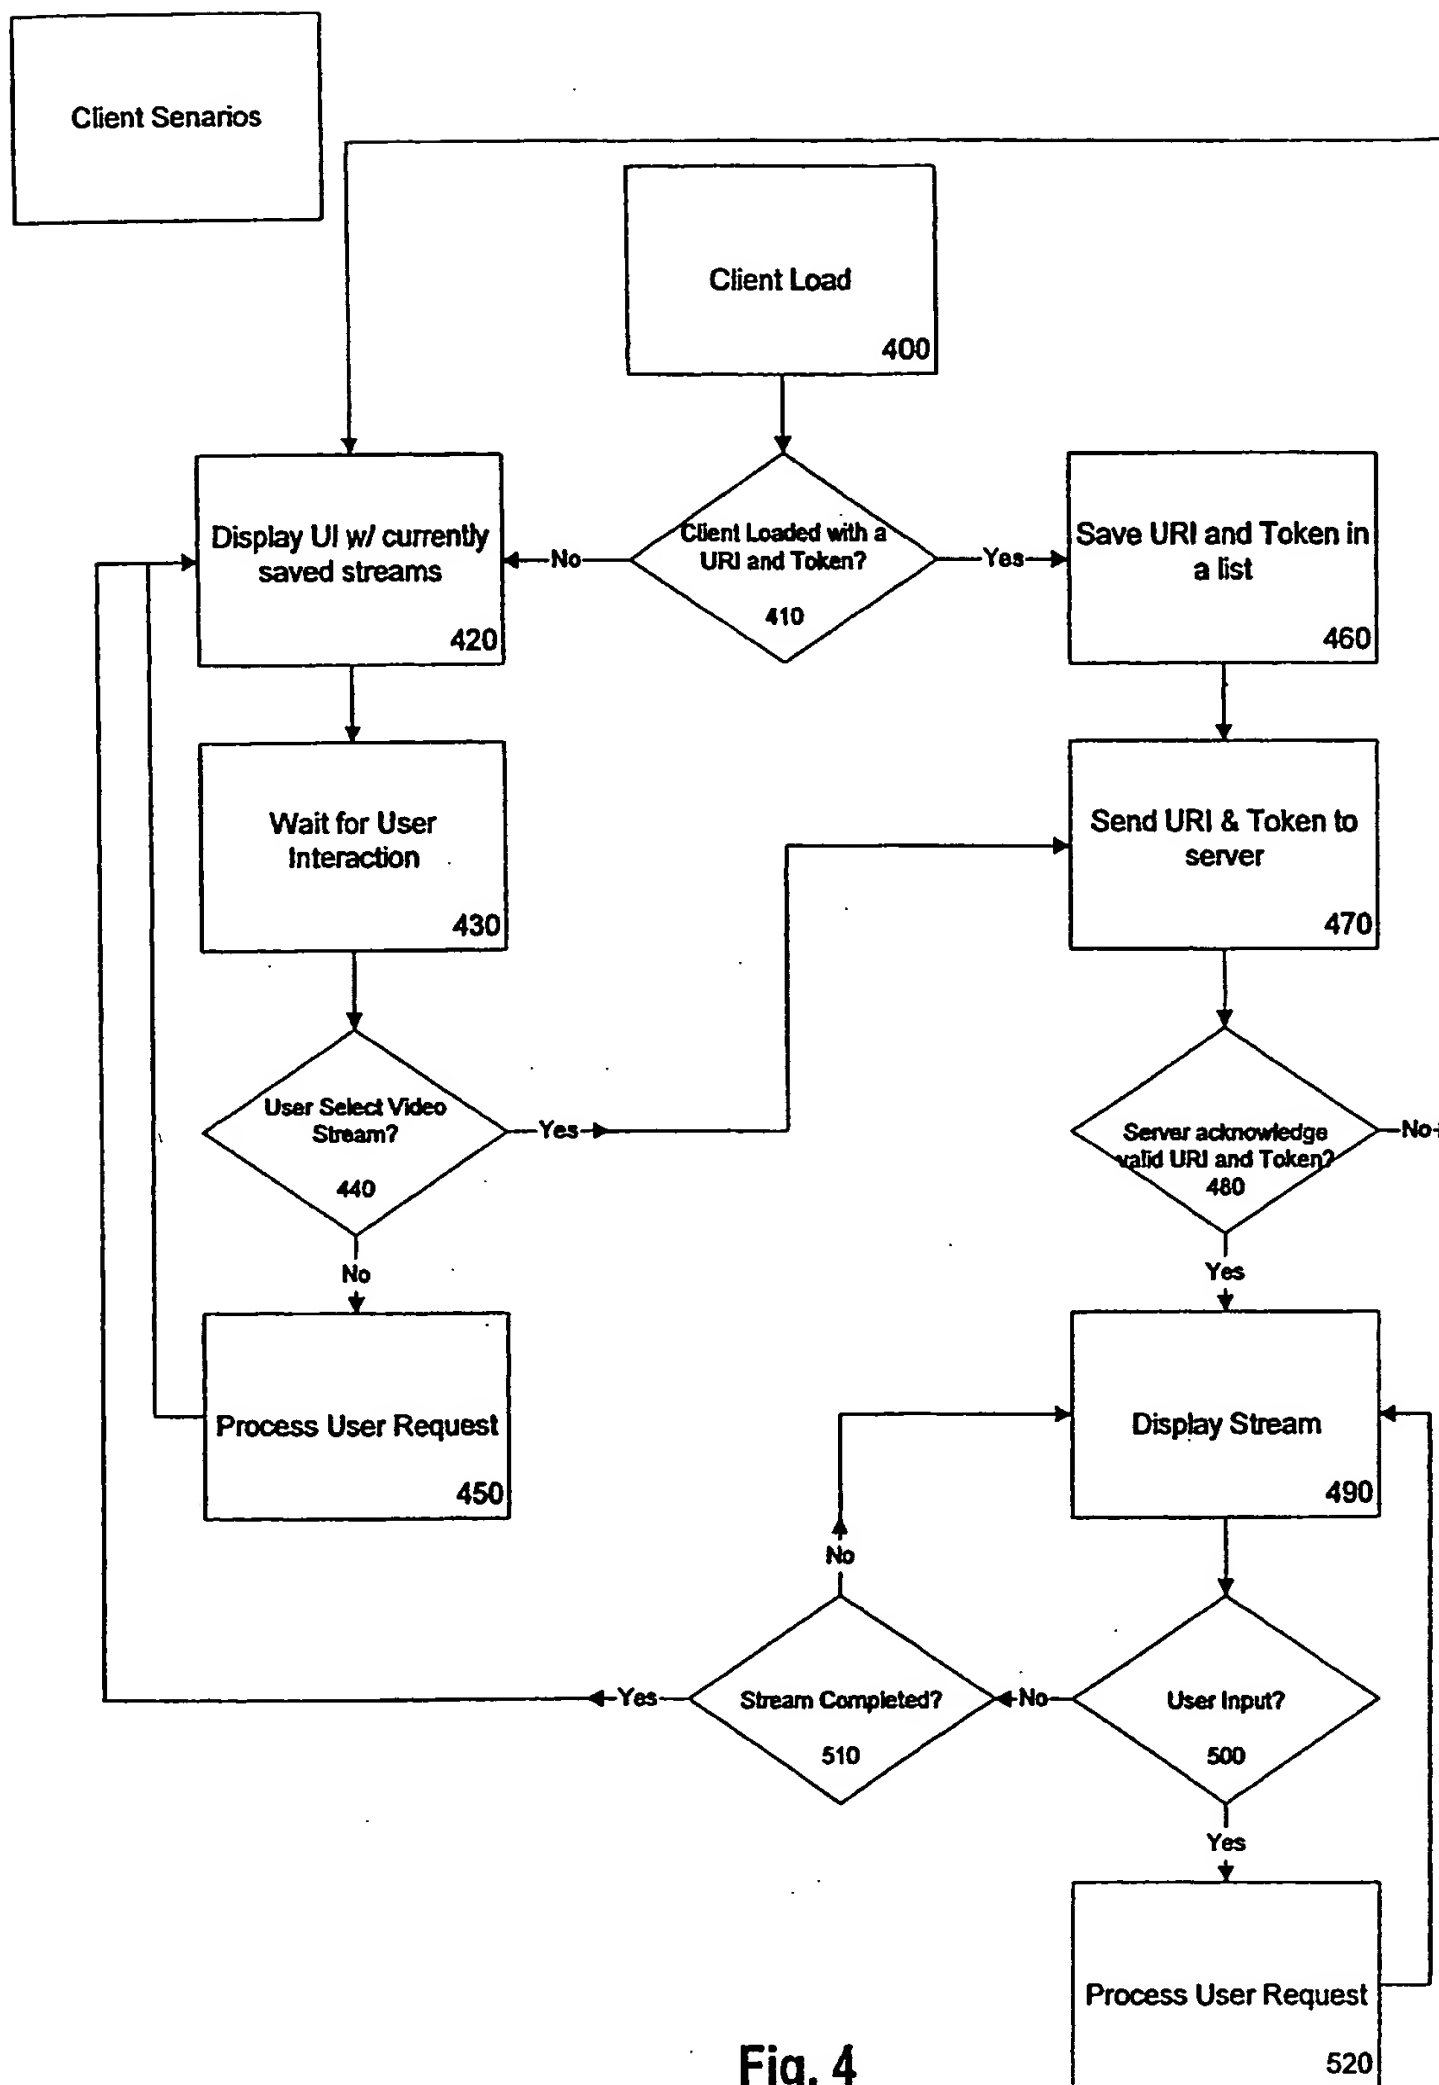 Client Senarios
Client Load
400
Display UI w/ currently
saved streams
420
No
Client Loaded with a
URI and Token?
410
Yes
Save URI and Token in
a list
460
Wait for User
Interaction
430
Send URI & Token to
server
470
User Select Video
Stream?
440
Yes
Server acknowledge
valid URI and Token?
480
No
No
Yes
Process User Request
450
Display Stream
490
No
Yes
Stream Completed?
510
No
User Input?
500
Yes
Process User Request
520
Fig. 4